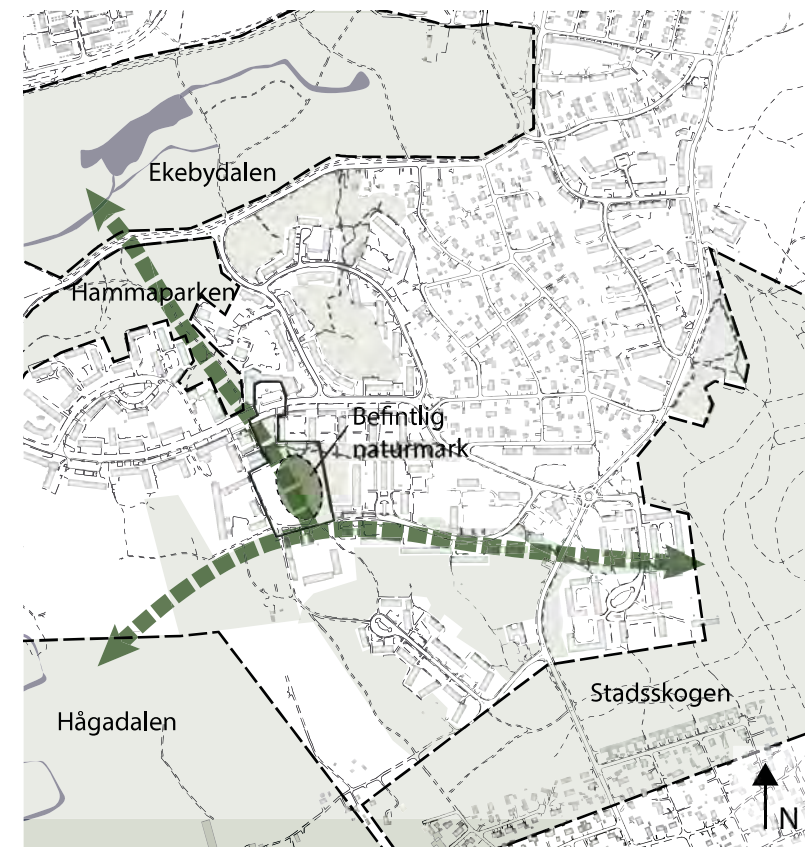 Ekebydalen
Hammaparken
Befintlig
naturmark
Stadsskogen
Hågadalen
N